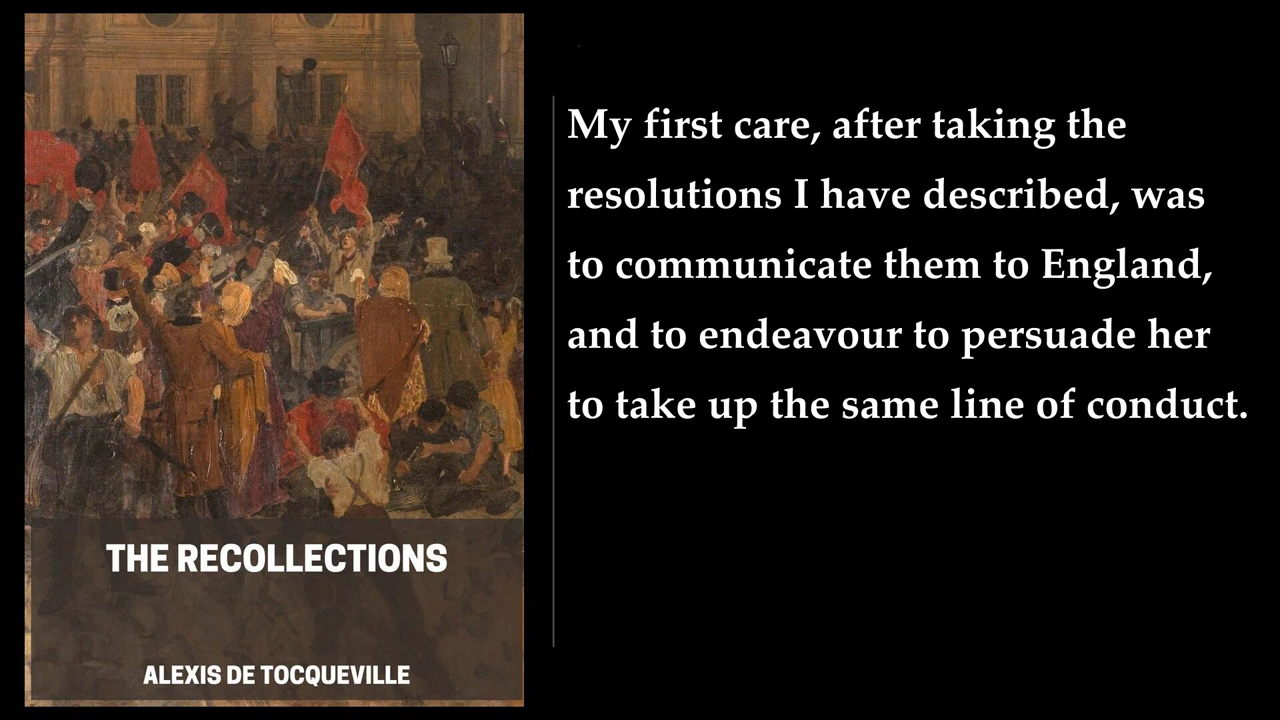 THE RECOLLECTIONS
ALEXIS DE TOCQUEVILLE
My first care, after taking the
resolutions I have described, was
to communicate them to England,
and to endeavour to persuade her
to take up the same line of conduct.